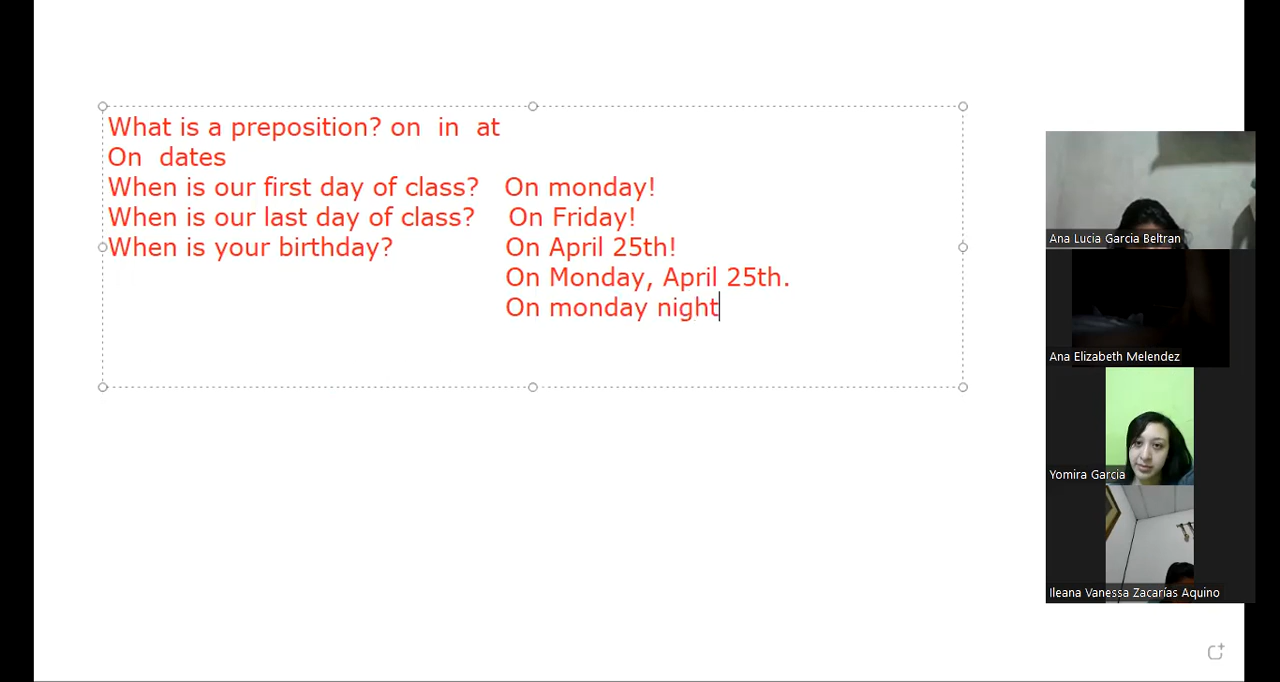 What is a preposition? on in at
On dates
When is our first day of class? On monday!
When is our last day of class? On Friday!
When is your birthday? On April 25th!
On Monday, April 25th.
On monday night
Ana Lucia Garcia Beltran
Ana Elizabeth Melendez
Yomira Garcia
Ileana Vanessa Zacarías Aquino